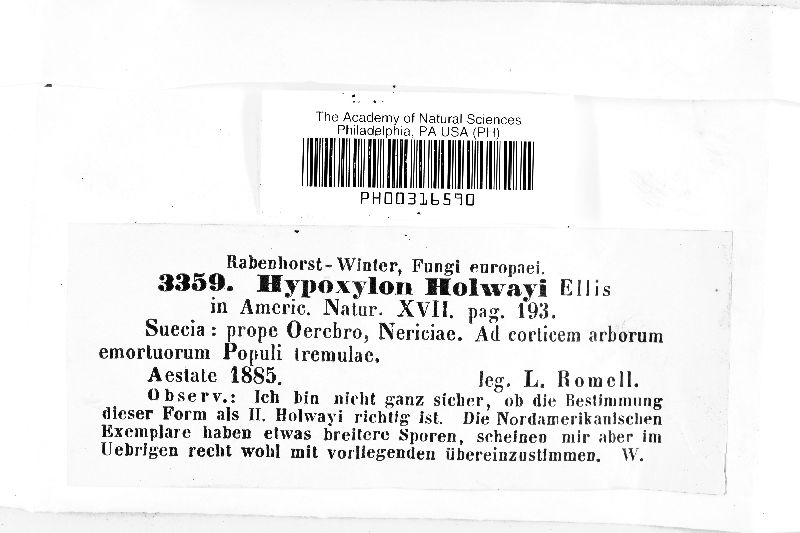 The Academy of Natural Sciences
Philadelphia, PA USA (PH)
PH00316590
Rabenhorst-Winter, Fungi europaei.
3359. Hypoxylon Holwayi Ellis
in Americ. Natur. XVII. pag. 193.
Suecia: prope Oerebro, Nericiae. Ad corticem arborum
emortuorum Populi tremulae.
Aestate 1885. leg. L. Romell.
Observ.: Ich bin nicht ganz sicher, ob die Bestimmung
dieser Form als H. Holwayi richtig ist. Die Nordamerikanischen
Exemplare haben etwas breitere Sporen, scheinen mir aber im
Uebrigen recht wohl mit vorliegenden übereinzustimmen. W.